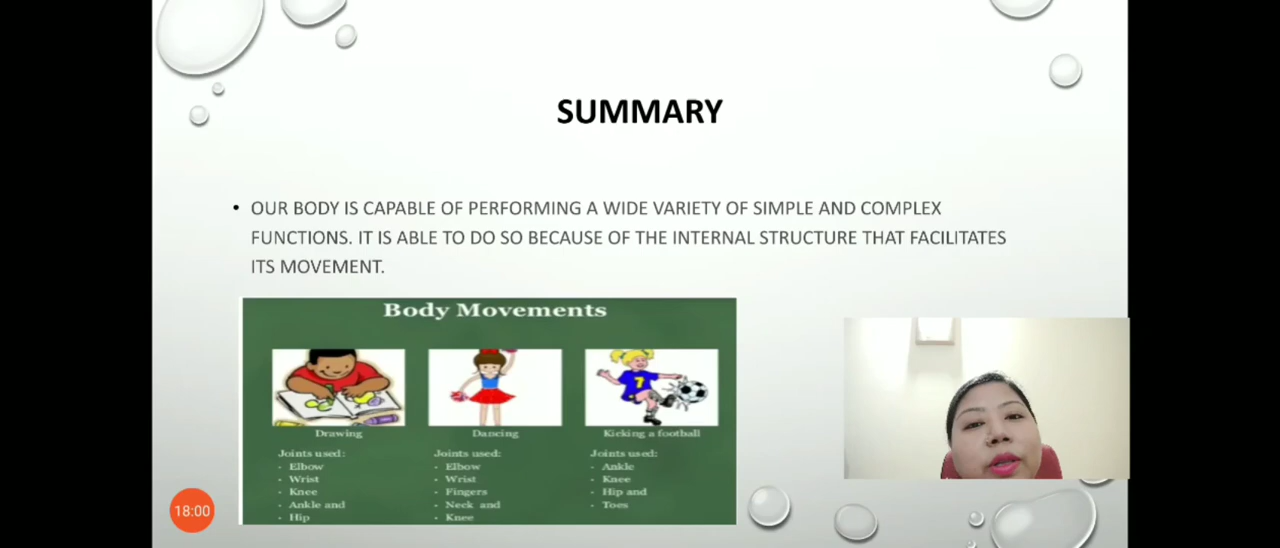 SUMMARY
• OUR BODY IS CAPABLE OF PERFORMING A WIDE VARIETY OF SIMPLE AND COMPLEX
FUNCTIONS. IT IS ABLE TO DO SO BECAUSE OF THE INTERNAL STRUCTURE THAT FACILITATES
ITS MOVEMENT.
Body Movements
7
Drawing
Joints used:
- Elbow
- Wrist
- Knee
- Ankle and
- Hip
Dancing
Joints used:
- Elbow
- Wrist
- Fingers
- Neck and
- Knee
Kicking a football
Joints used:
- Ankle
- Knee
- Hip and
- Toes
18:00